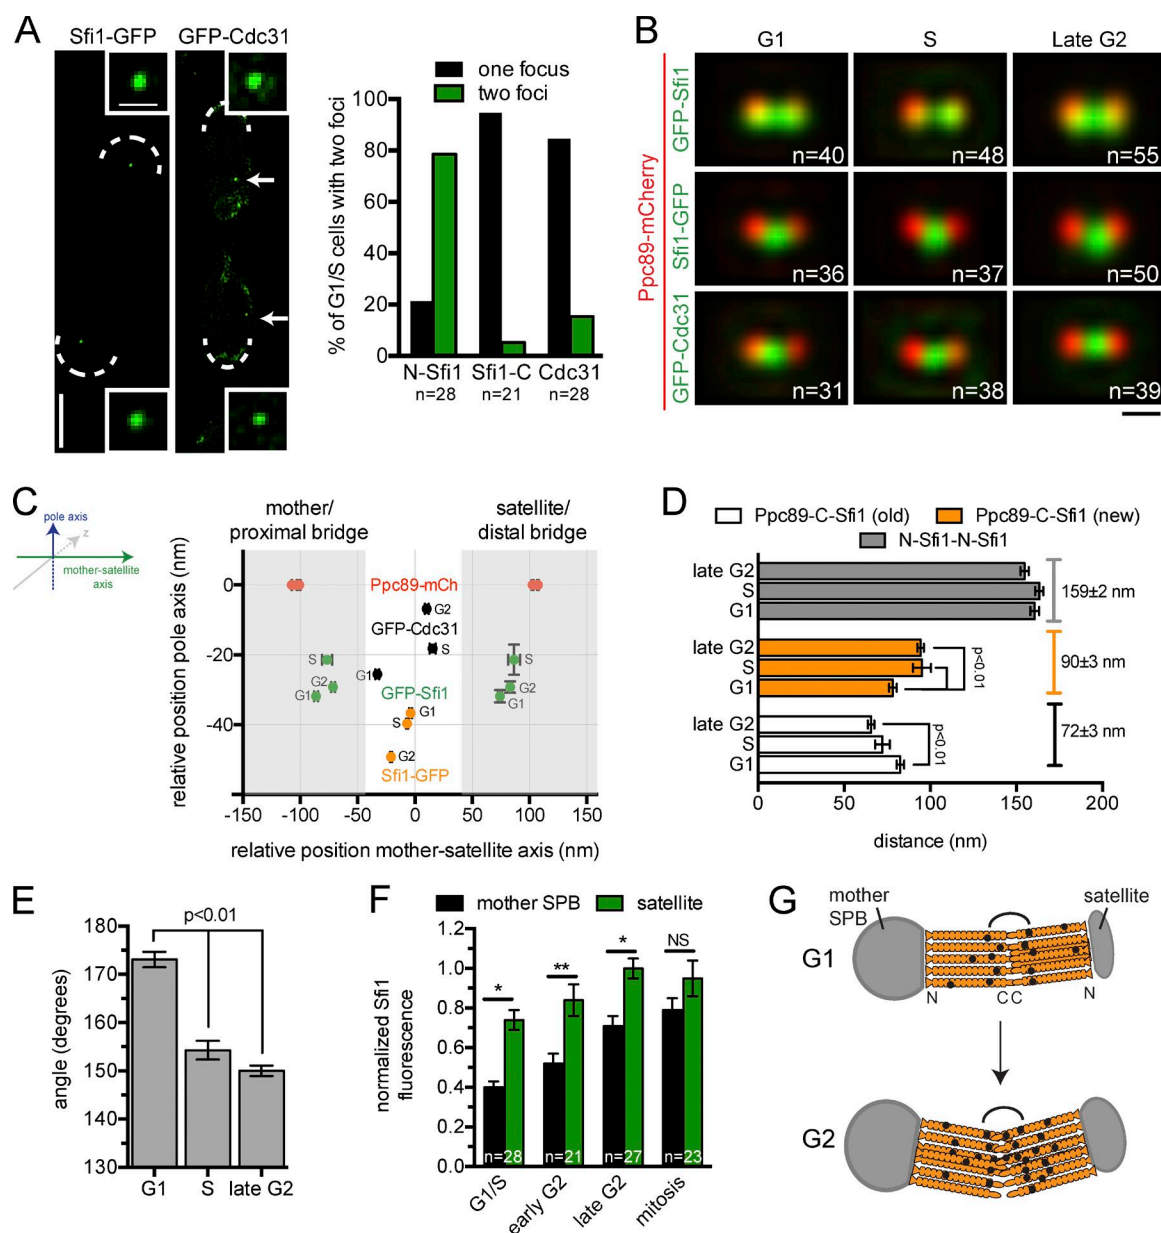 A
Sfi1-GFP
GFP-Cdc31
one focus
two foci
% of G1/S cells with two foci
100
80
60
40
20
0
N-Sfi1
Sfi1-C
Cdc31
n=28
n=21
n=28
B
G1
S
Late G2
Ppc89-mCherry
GFP-Sfi1
n=40
n=48
n=55
Sfi1-GFP
n=36
n=37
n=50
GFP-Cdc31
n=31
n=38
n=39
C
pole axis
z
mother-satellite
axis
mother/
proximal bridge
satellite/
distal bridge
relative position pole axis (nm)
0
-20
-40
Ppc89-mCh
G2
GFP-Cdc31
S
G1
GFP-Sfi1
S
G2
G1
S
G2
G1
G1
S
G2
Sfi1-GFP
-150
-100
-50
0
50
100
150
relative position mother-satellite axis (nm)
D
Ppc89-C-Sfi1 (old)
Ppc89-C-Sfi1 (new)
N-Sfi1-N-Sfi1
late G2
S
G1
159±2 nm
late G2
S
G1
p<0.01
90±3 nm
late G2
S
G1
p<0.01
72±3 nm
0
50
100
150
200
distance (nm)
E
p<0.01
angle (degrees)
180
170
160
150
140
130
G1
S
late G2
F
mother SPB
satellite
normalized Sfi1
fluorescence
1.2
1.0
0.8
0.6
0.4
0.2
0.0
*
**
*
NS
n=28
n=21
n=27
n=23
G1/S
early G2
late G2
mitosis
G
mother
SPB
satellite
G1
N
C C
N
G2